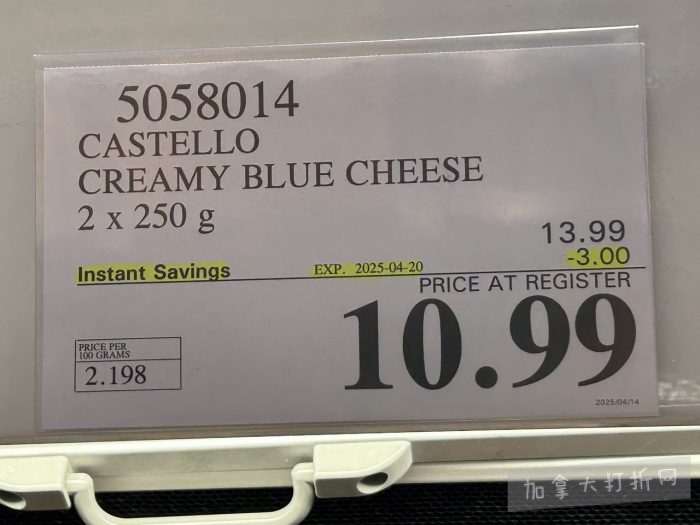 5058014
CASTELLO
CREAMY BLUE CHEESE
2 x 250 g
13.99
Instant Savings EXP. 2025-04-20 -3.00
PRICE AT REGISTER
10.99
PRICE PER
100 GRAMS
2.198
2025/04/14
加拿大打折网